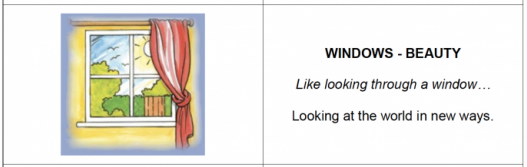 WINDOWS - BEAUTY
Like looking through a window…
Looking at the world in new ways.